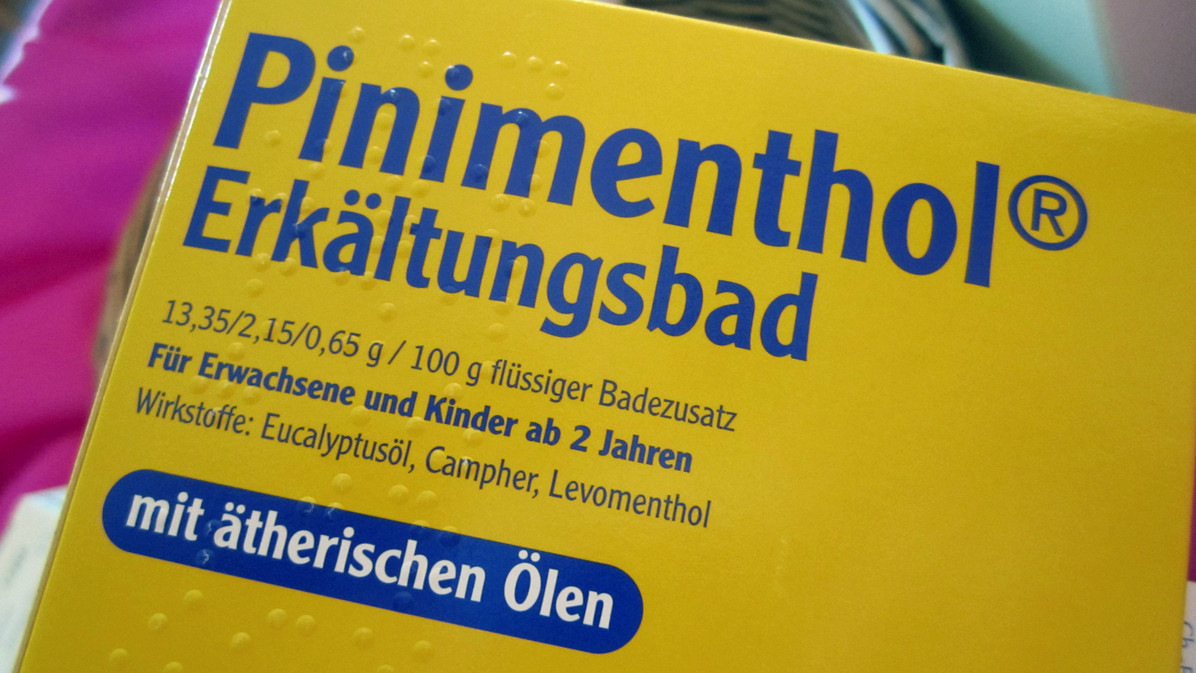 Pinimenthol®
Erkältungsbad
13,35/2,15/0,65 g / 100 g flüssiger Badezusatz
Für Erwachsene und Kinder ab 2 Jahren
Wirkstoffe: Eucalyptusöl, Campher, Levomenthol
mit ätherischen Ölen